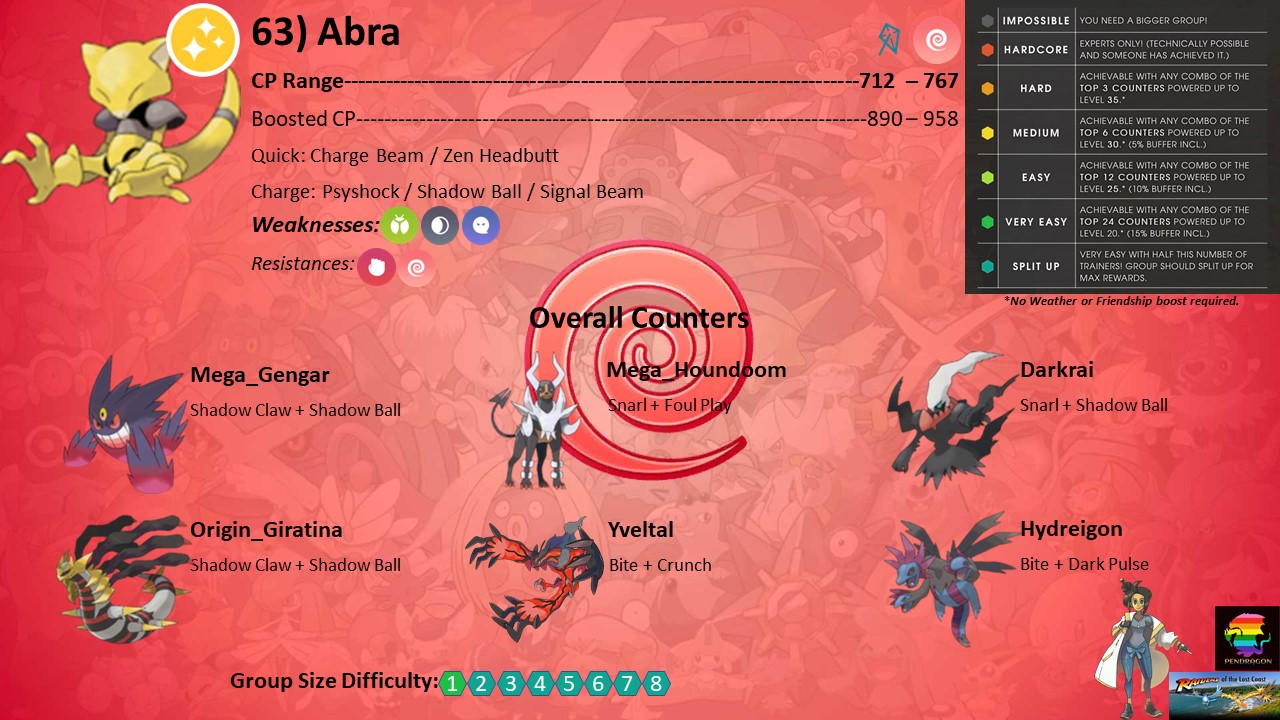 63) Abra
CP Range---------------------------------------------------------------------------712 – 767
Boosted CP--------------------------------------------------------------------------890 – 958
Quick: Charge Beam / Zen Headbutt
Charge: Psyshock / Shadow Ball / Signal Beam
Weaknesses:
Resistances:
IMPOSSIBLE YOU NEED A BIGGER GROUP!
HARDCORE EXPERTS ONLY! (TECHNICALLY POSSIBLE
AND SOMEONE HAS ACHIEVED IT.)
HARD ACHIEVABLE WITH ANY COMBO OF THE
TOP 3 COUNTERS POWERED UP TO
LEVEL 35.*
MEDIUM ACHIEVABLE WITH ANY COMBO OF THE
TOP 6 COUNTERS POWERED UP TO
LEVEL 30.* (5% BUFFER INCL.)
EASY ACHIEVABLE WITH ANY COMBO OF THE
TOP 12 COUNTERS POWERED UP TO
LEVEL 25.* (10% BUFFER INCL.)
VERY EASY ACHIEVABLE WITH ANY COMBO OF THE
TOP 24 COUNTERS POWERED UP TO
LEVEL 20.* (15% BUFFER INCL.)
SPLIT UP VERY EASY WITH HALF THIS NUMBER OF
TRAINERS! GROUP SHOULD SPLIT UP FOR
MAX REWARDS.
*No Weather or Friendship boost required.
Overall Counters
Mega_Gengar
Shadow Claw + Shadow Ball
Mega_Houndoom
Snarl + Foul Play
Darkrai
Snarl + Shadow Ball
Origin_Giratina
Shadow Claw + Shadow Ball
Yveltal
Bite + Crunch
Hydreigon
Bite + Dark Pulse
Group Size Difficulty: 1 2 3 4 5 6 7 8
PENDRAGON
RAIDERS of the Lost Coast